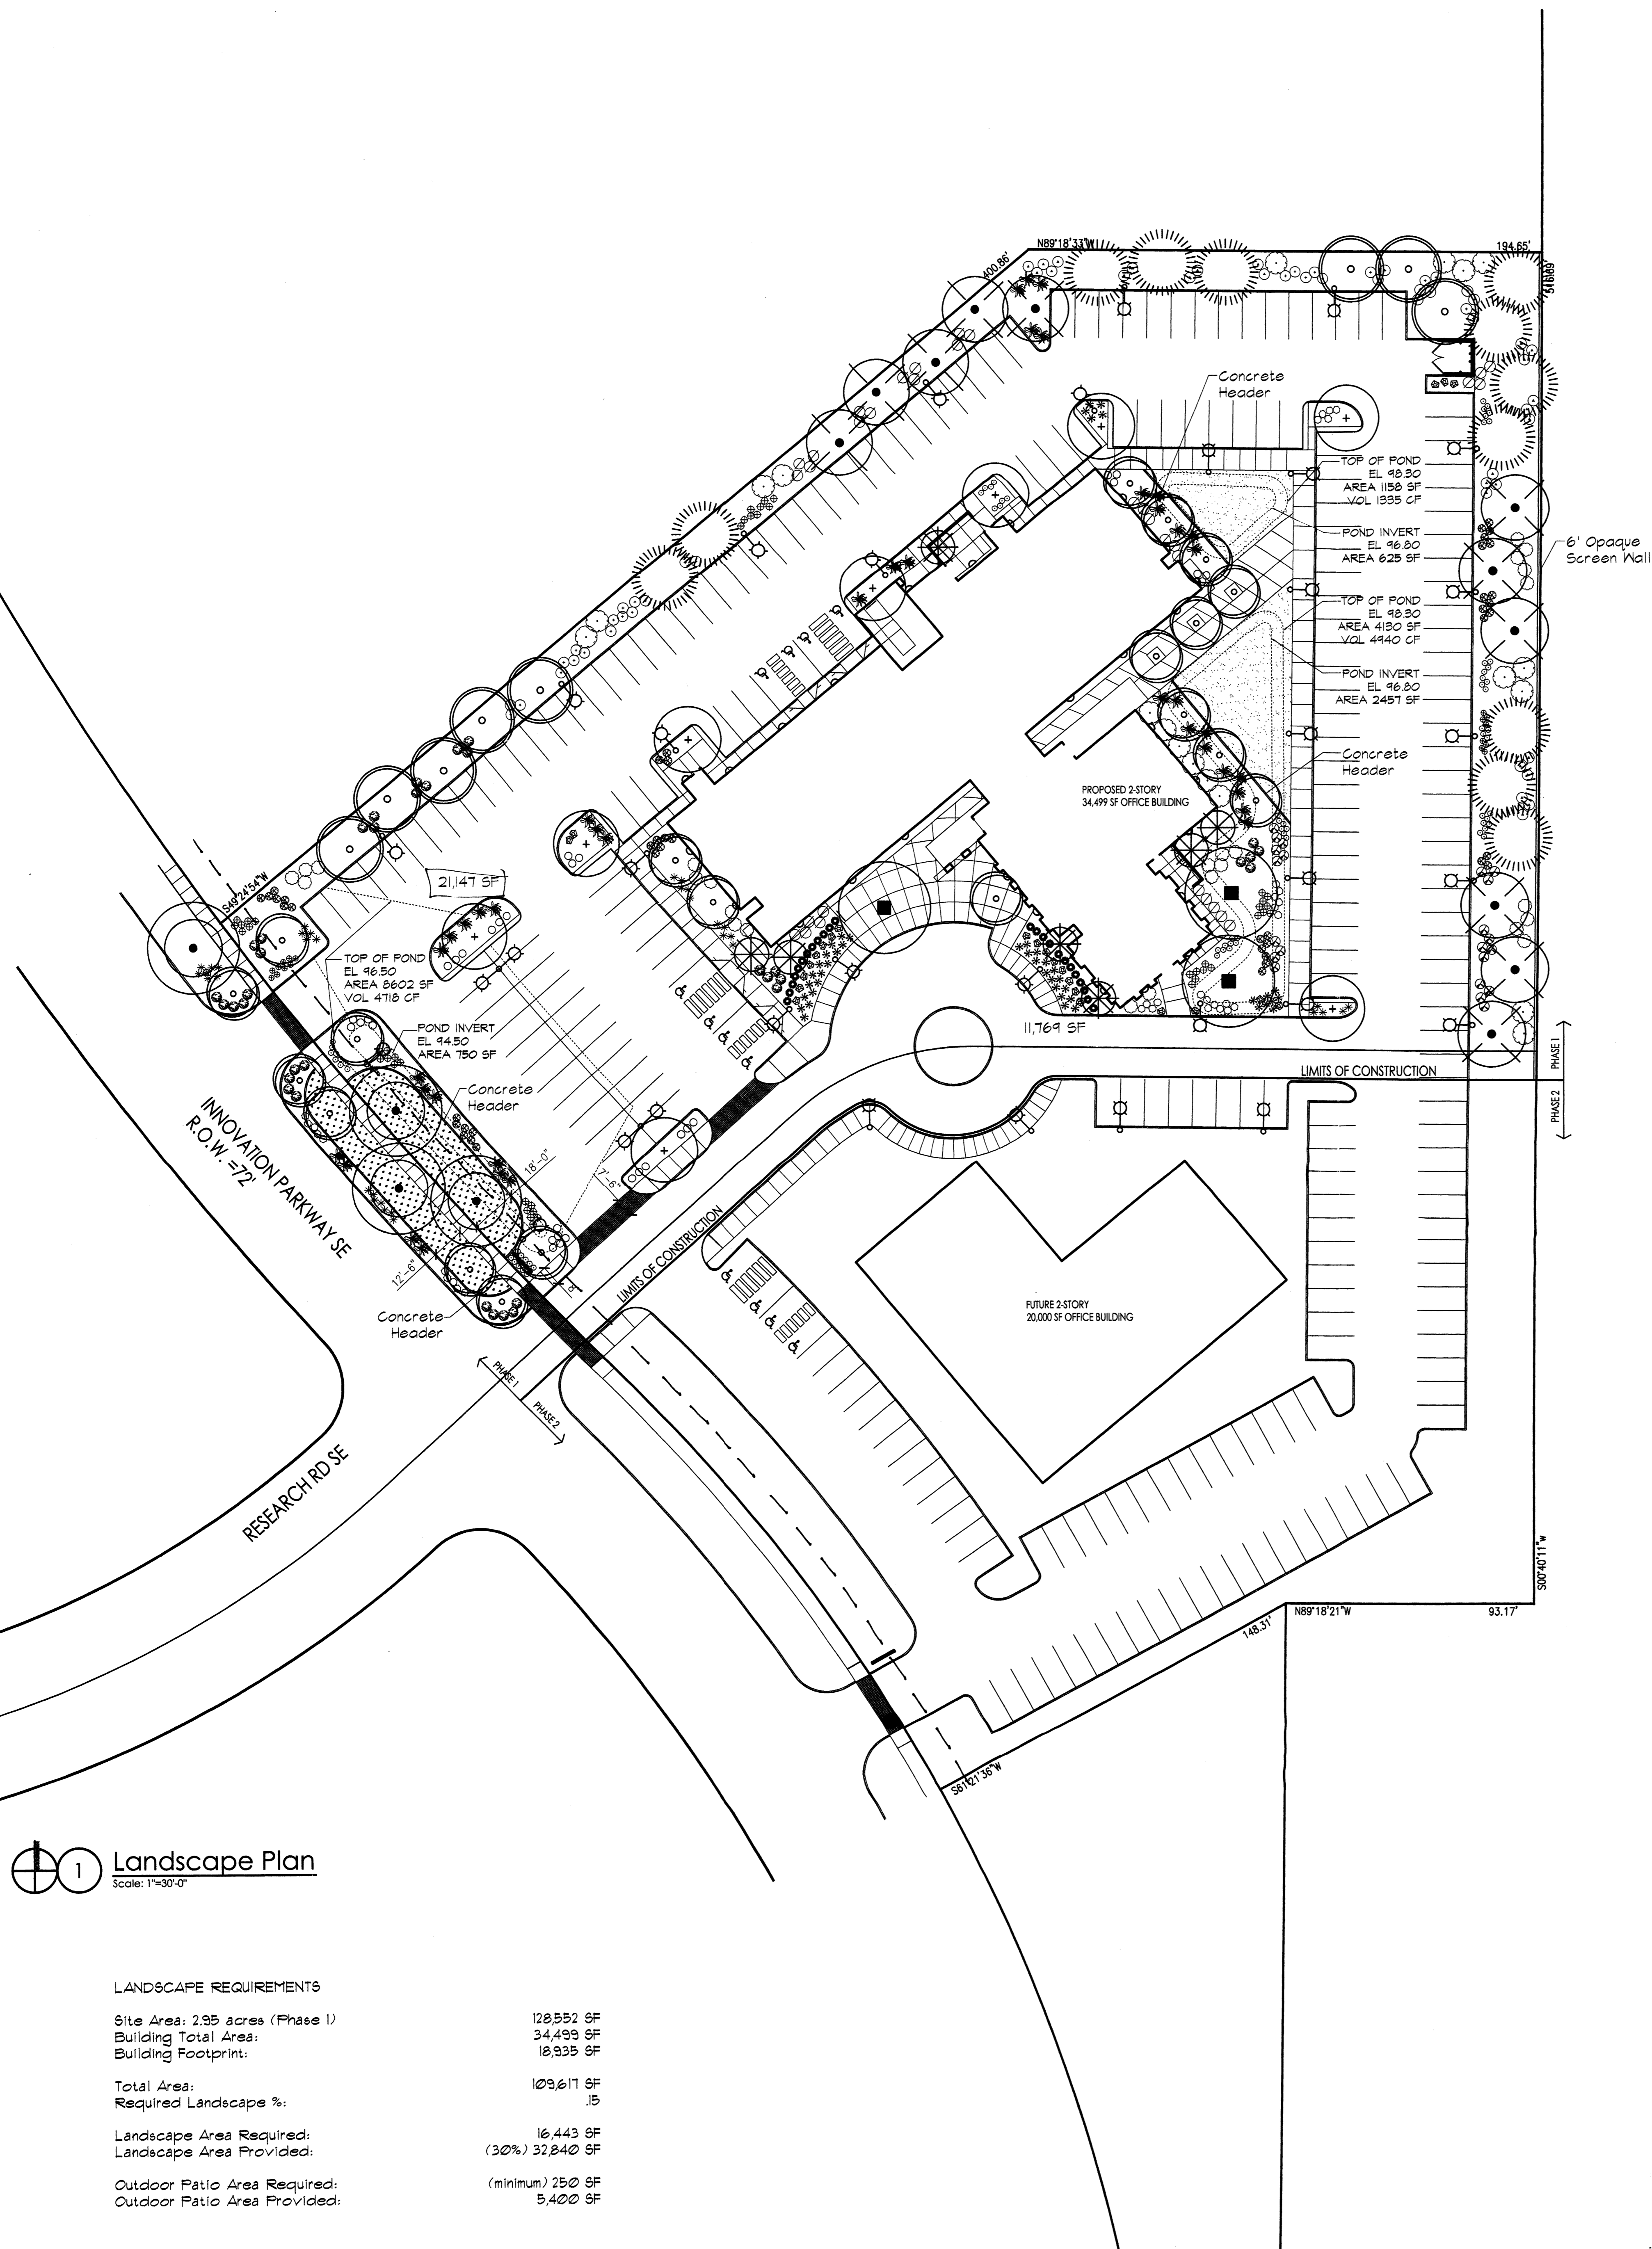 N89°18'33"W
194.65'
400.86'
516.89
Concrete
Header
TOP OF POND
EL 98.30
AREA 1158 SF
VOL 1335 CF
POND INVERT
EL 96.80
AREA 625 SF
6' Opaque
Screen Wall
TOP OF POND
EL 98.30
AREA 4130 SF
VOL 4940 CF
POND INVERT
EL 96.80
AREA 2457 SF
Concrete
Header
PROPOSED 2-STORY
34,499 SF OFFICE BUILDING
S49°24'54"W
21,147 SF
TOP OF POND
EL 96.50
AREA 8602 SF
VOL 4718 CF
POND INVERT
EL 94.50
AREA 750 SF
Concrete
Header
11,769 SF
LIMITS OF CONSTRUCTION
PHASE 1
PHASE 2
INNOVATION PARKWAY SE
R.O.W. =72'
18'-0"
7'-6"
12'-6"
LIMITS OF CONSTRUCTION
Concrete
Header
FUTURE 2-STORY
20,000 SF OFFICE BUILDING
PHASE 1
PHASE 2
RESEARCH RD SE
S00°40'11"W
N89°18'21"W
93.17'
148.31'
S61°21'36"W
1
Landscape Plan
Scale: 1"=30'-0"
LANDSCAPE REQUIREMENTS
Site Area: 2.95 acres (Phase 1) 128,552 SF
Building Total Area: 34,499 SF
Building Footprint: 18,935 SF
Total Area: 109,617 SF
Required Landscape %: .15
Landscape Area Required: 16,443 SF
Landscape Area Provided: (30%) 32,840 SF
Outdoor Patio Area Required: (minimum) 250 SF
Outdoor Patio Area Provided: 5,400 SF